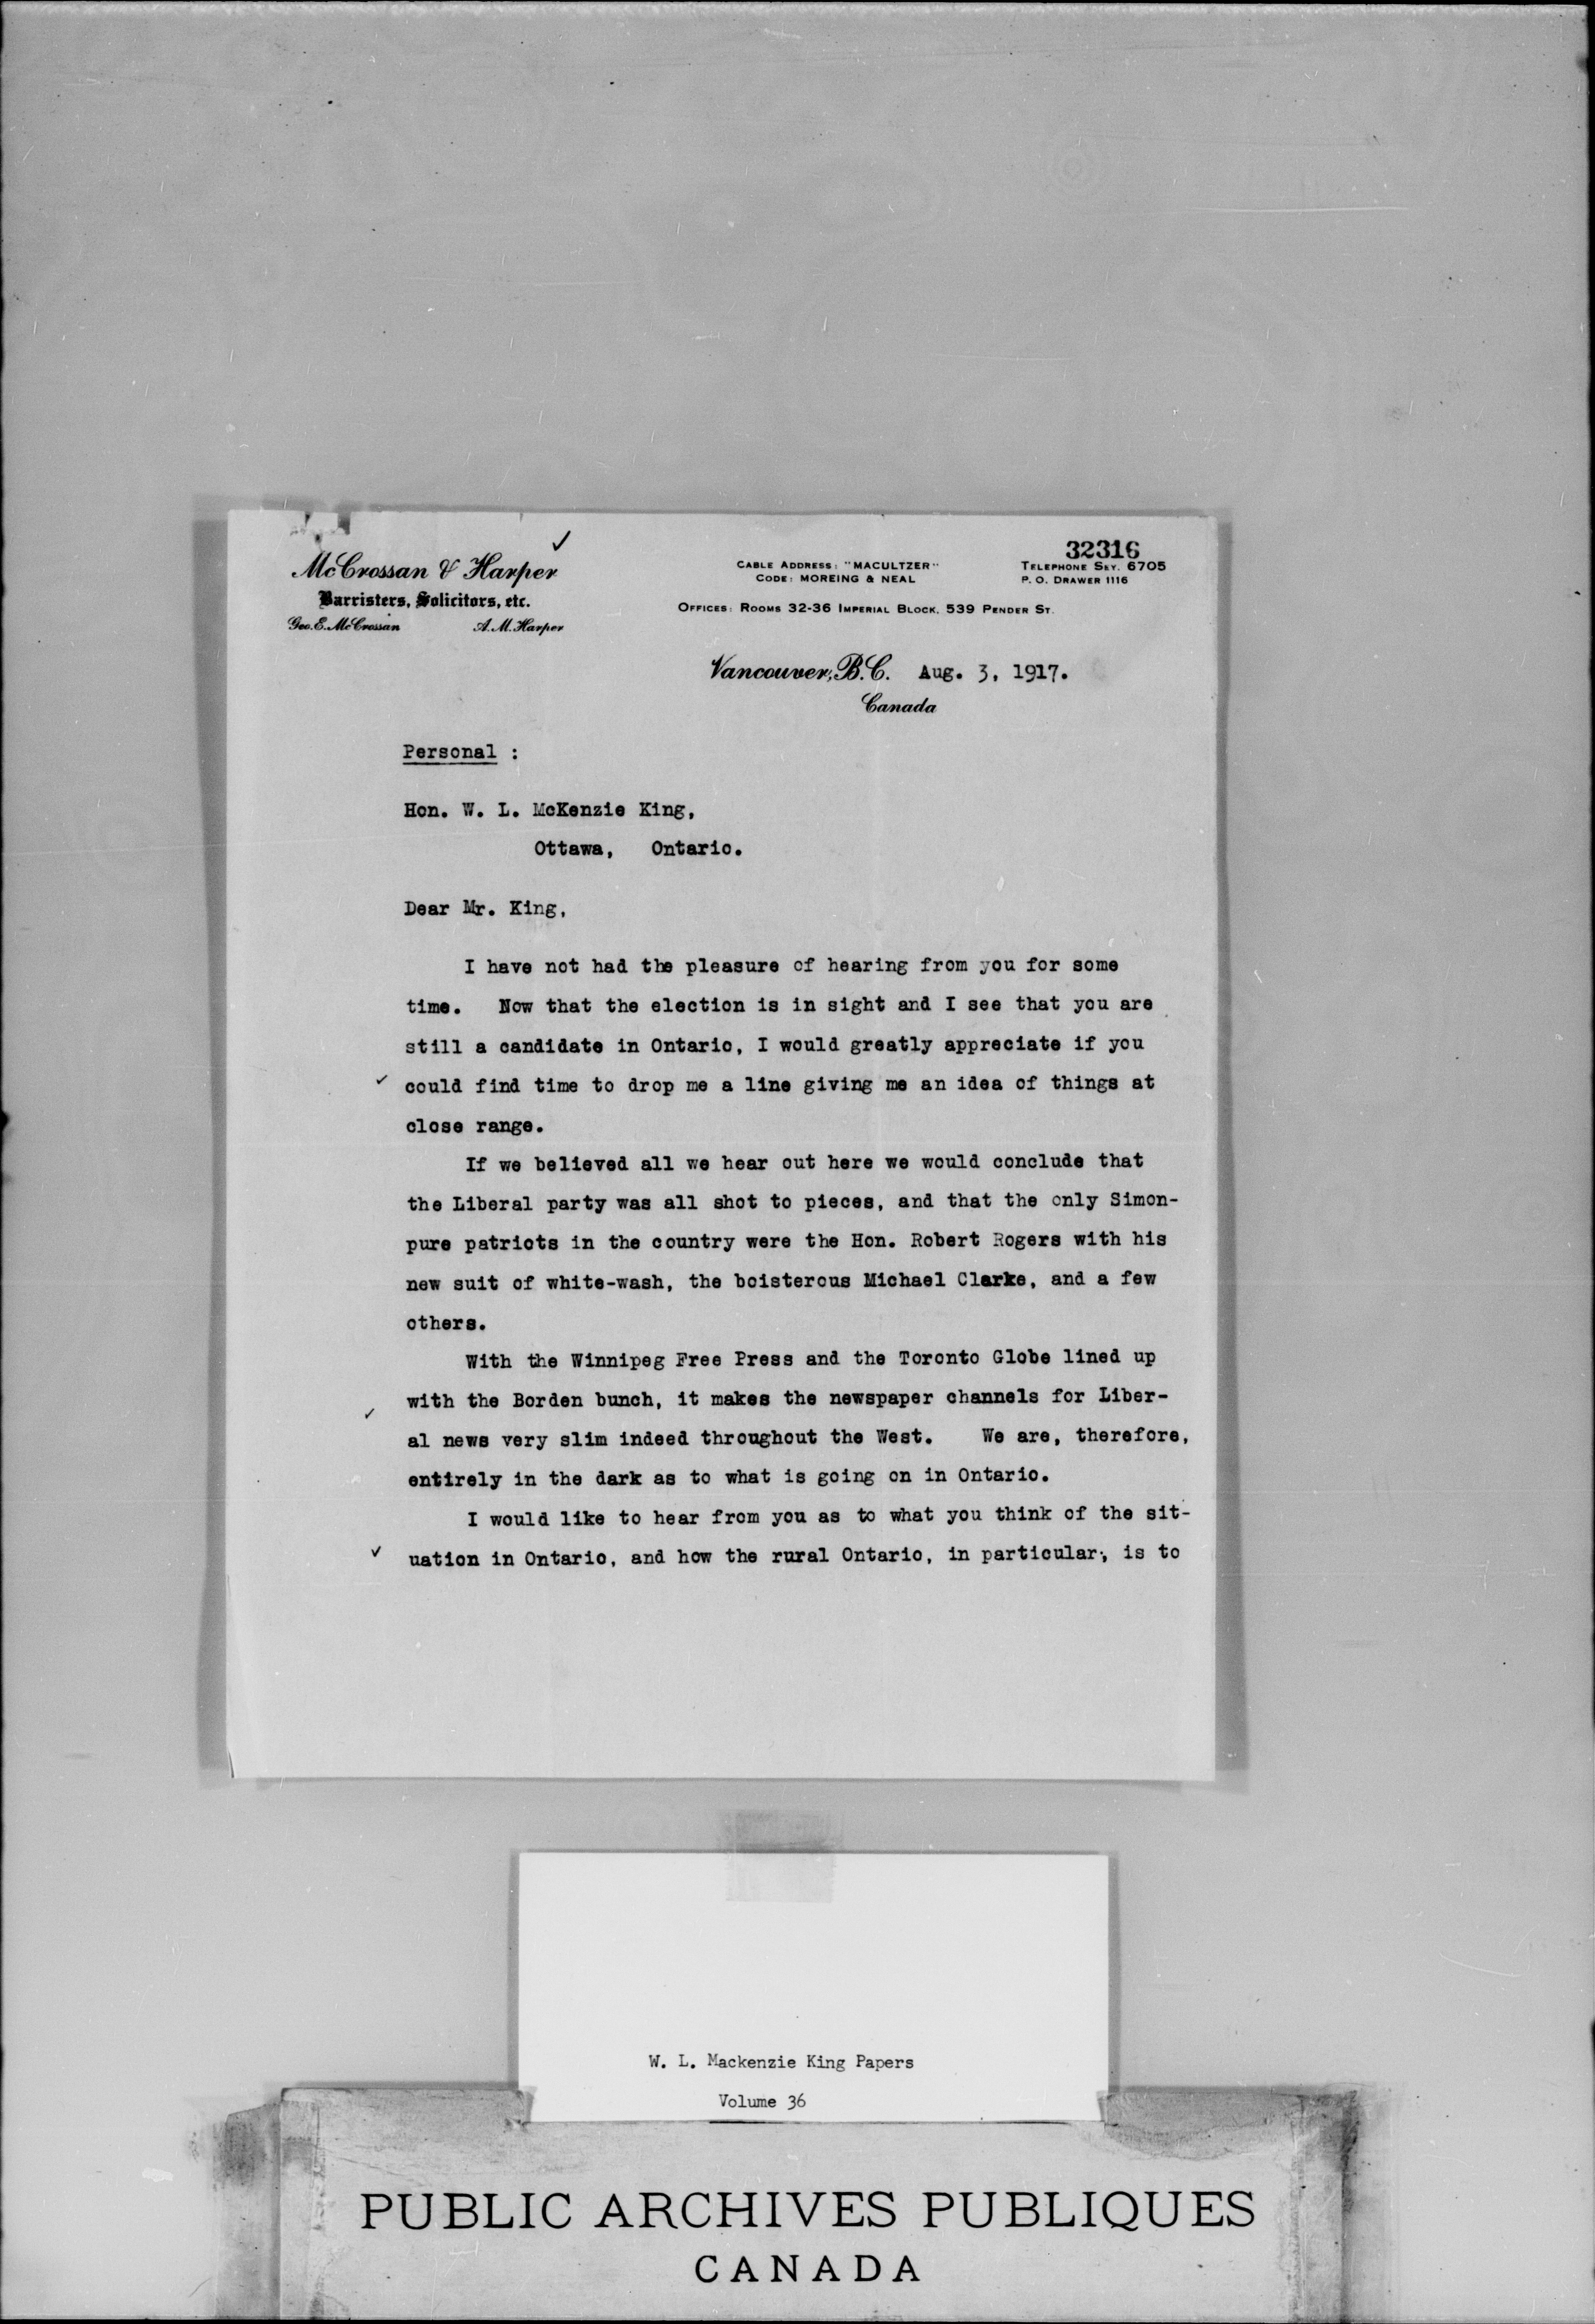 32316
McCrossan & Harper
Barristers, Solicitors, etc.
Geo. E. McCrossan A. M. Harper
CABLE ADDRESS: "MACULTZER"
CODE: MOREING & NEAL
TELEPHONE SEY. 6705
P. O. DRAWER 1116
OFFICES: ROOMS 32-36 IMPERIAL BLOCK, 539 PENDER ST.
Vancouver, B.C. Aug. 3, 1917.
Canada
Personal :
Hon. W. L. McKenzie King,
Ottawa, Ontario.
Dear Mr. King,
I have not had the pleasure of hearing from you for some
time. Now that the election is in sight and I see that you are
still a candidate in Ontario, I would greatly appreciate if you
✓ could find time to drop me a line giving me an idea of things at
close range.
If we believed all we hear out here we would conclude that
the Liberal party was all shot to pieces, and that the only Simon-
pure patriots in the country were the Hon. Robert Rogers with his
new suit of white-wash, the boisterous Michael Clarke, and a few
others.
With the Winnipeg Free Press and the Toronto Globe lined up
with the Borden bunch, it makes the newspaper channels for Liber-
✓ al news very slim indeed throughout the West. We are, therefore,
entirely in the dark as to what is going on in Ontario.
I would like to hear from you as to what you think of the sit-
✓ uation in Ontario, and how the rural Ontario, in particular, is to
W. L. Mackenzie King Papers
Volume 36
PUBLIC ARCHIVES PUBLIQUES
CANADA